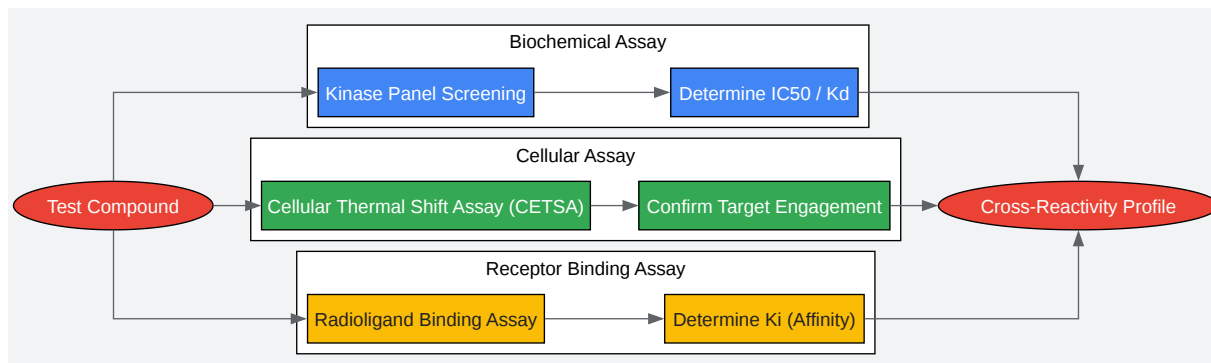 Biochemical Assay
Kinase Panel Screening
Determine IC50 / Kd
Cellular Assay
Test Compound
Cellular Thermal Shift Assay (CETSA)
Confirm Target Engagement
Cross-Reactivity Profile
Receptor Binding Assay
Radioligand Binding Assay
Determine Ki (Affinity)